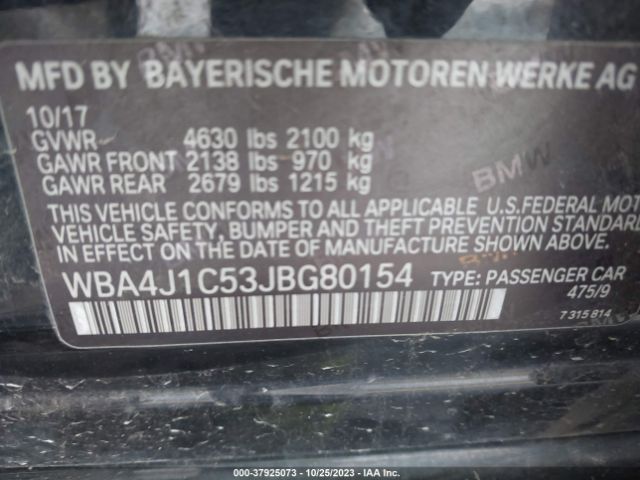 MFD BY BAYERISCHE MOTOREN WERKE AG
10/17
GVWR 4630 lbs 2100 kg
GAWR FRONT 2138 lbs 970 kg
GAWR REAR 2679 lbs 1215 kg
BMW
THIS VEHICLE CONFORMS TO ALL APPLICABLE U.S.FEDERAL MOT
VEHICLE SAFETY, BUMPER AND THEFT PREVENTION STANDARD
IN EFFECT ON THE DATE OF MANUFACTURE SHOWN ABOVE.
WBA4J1C53JBG80154 TYPE: PASSENGER CAR
475/9
7 315 814
000-37925073 - 10/25/2023 - IAA Inc.